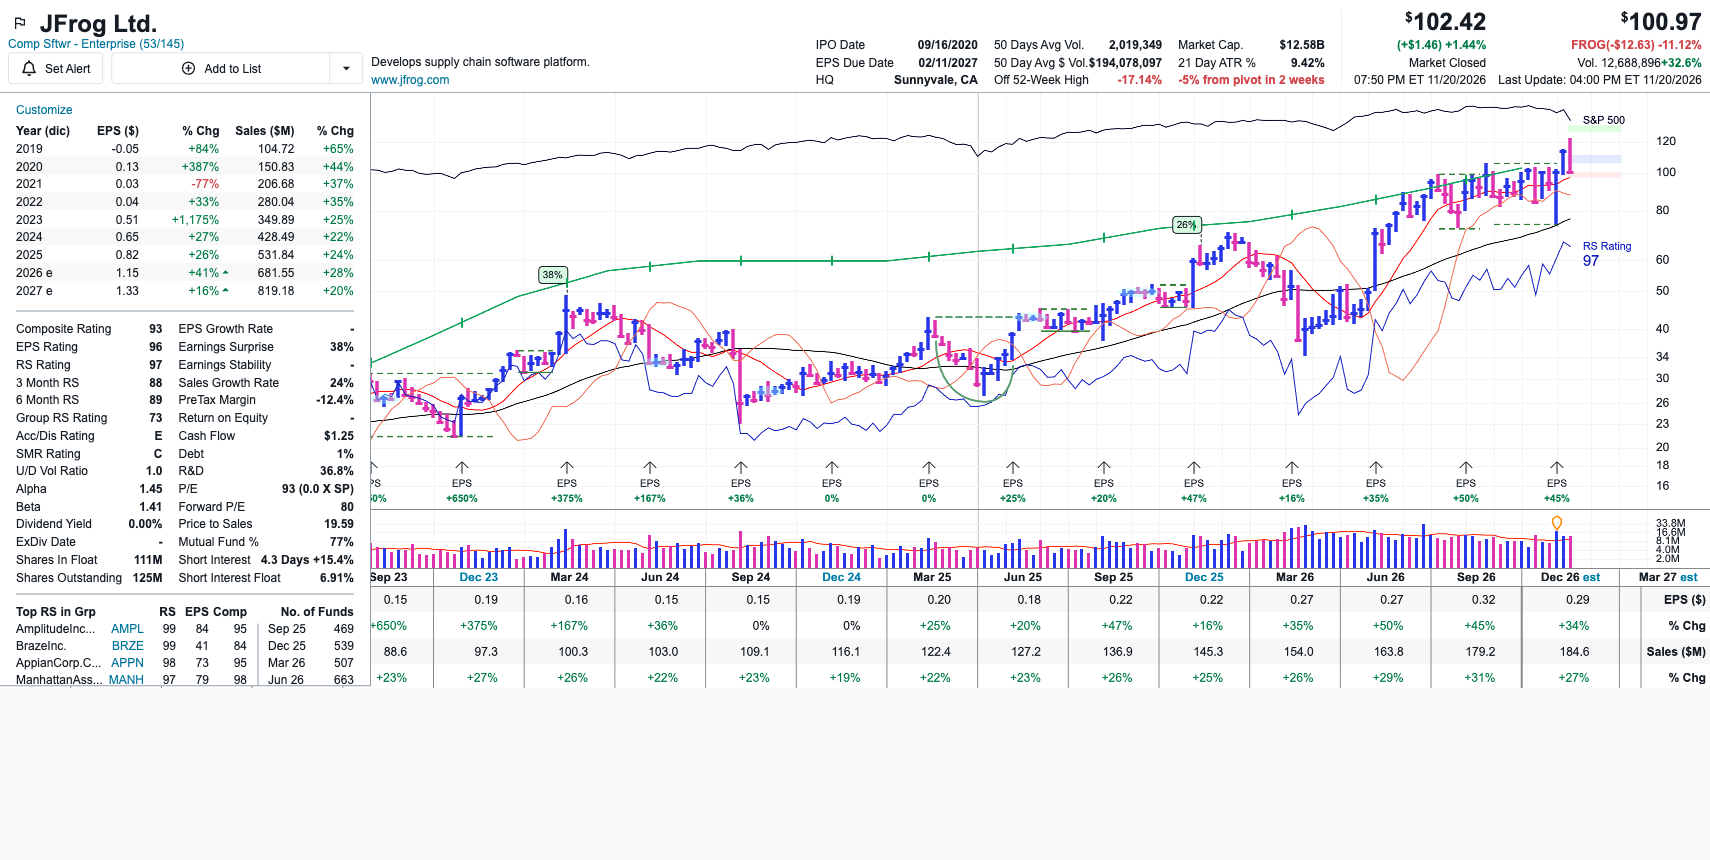 JFrog Ltd.
Comp Sftwr - Enterprise (53/145)
Set Alert
Add to List
Develops supply chain software platform.
www.jfrog.com
IPO Date 09/16/2020
EPS Due Date 02/11/2027
HQ Sunnyvale, CA
50 Days Avg Vol. 2,019,349
50 Day Avg $ Vol. $194,078,097
Off 52-Week High -17.14%
Market Cap. $12.58B
21 Day ATR % 9.42%
-5% from pivot in 2 weeks
$102.42
(+$1.46) +1.44%
Market Closed
07:50 PM ET 11/20/2026
$100.97
FROG(-$12.63) -11.12%
Vol. 12,688,896+32.6%
Last Update: 04:00 PM ET 11/20/2026
Customize
Year (dic) EPS ($) % Chg Sales ($M) % Chg
2019 -0.05 +84% 104.72 +65%
2020 0.13 +387% 150.83 +44%
2021 0.03 -77% 206.68 +37%
2022 0.04 +33% 280.04 +35%
2023 0.51 +1,175% 349.89 +25%
2024 0.65 +27% 428.49 +22%
2025 0.82 +26% 531.84 +24%
2026 e 1.15 +41% 681.55 +28%
2027 e 1.33 +16% 819.18 +20%
Composite Rating 93 EPS Growth Rate -
EPS Rating 96 Earnings Surprise 38%
RS Rating 97 Earnings Stability -
3 Month RS 88 Sales Growth Rate 24%
6 Month RS 89 PreTax Margin -12.4%
Group RS Rating 73 Return on Equity -
Acc/Dis Rating E Cash Flow $1.25
SMR Rating C Debt 1%
U/D Vol Ratio 1.0 R&D 36.8%
Alpha 1.45 P/E 93 (0.0 X SP)
Beta 1.41 Forward P/E 80
Dividend Yield 0.00% Price to Sales 19.59
ExDiv Date - Mutual Fund % 77%
Shares In Float 111M Short Interest 4.3 Days +15.4%
Shares Outstanding 125M Short Interest Float 6.91%
Top RS in Grp RS EPS Comp No. of Funds
AmplitudeInc... AMPL 99 84 95 Sep 25 469
BrazeInc. BRZE 99 41 84 Dec 25 539
AppianCorp.C... APPN 98 73 95 Mar 26 507
ManhattanAss... MANH 97 79 98 Jun 26 663
S&P 500
38%
26%
RS Rating
97
120
100
80
60
50
40
34
30
26
23
20
18
16
PS EPS EPS EPS EPS EPS EPS EPS EPS EPS EPS EPS EPS EPS
50% +650% +375% +167% +36% 0% 0% +25% +20% +47% +16% +35% +50% +45%
33.8M
16.6M
8.1M
4.0M
2.0M
Sep 23 Dec 23 Mar 24 Jun 24 Sep 24 Dec 24 Mar 25 Jun 25 Sep 25 Dec 25 Mar 26 Jun 26 Sep 26 Dec 26 est Mar 27 est
0.15 0.19 0.16 0.15 0.15 0.19 0.20 0.18 0.22 0.22 0.27 0.27 0.32 0.29 EPS ($)
+650% +375% +167% +36% 0% 0% +25% +20% +47% +16% +35% +50% +45% +34% % Chg
88.6 97.3 100.3 103.0 109.1 116.1 122.4 127.2 136.9 145.3 154.0 163.8 179.2 184.6 Sales ($M)
+23% +27% +26% +22% +23% +19% +22% +23% +26% +25% +26% +29% +31% +27% % Chg